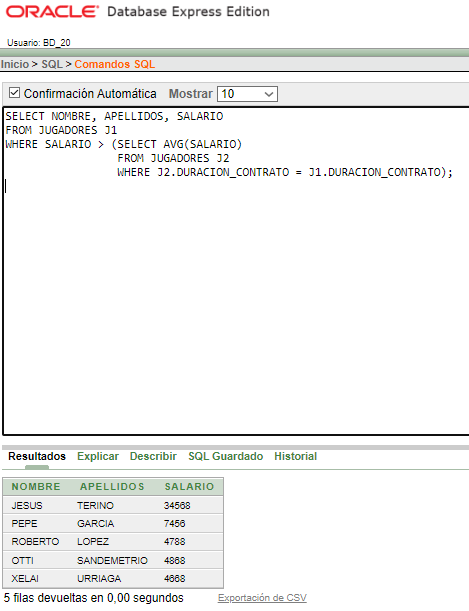 ORACLE® Database Express Edition
Usuario: BD_20
Inicio > SQL > Comandos SQL
Confirmación Automática Mostrar 10
SELECT NOMBRE, APELLIDOS, SALARIO
FROM JUGADORES J1
WHERE SALARIO > (SELECT AVG(SALARIO)
FROM JUGADORES J2
WHERE J2.DURACION_CONTRATO = J1.DURACION_CONTRATO);
Resultados Explicar Describir SQL Guardado Historial
NOMBRE APELLIDOS SALARIO
JESUS TERINO 34568
PEPE GARCIA 7456
ROBERTO LOPEZ 4788
OTTI SANDEMETRIO 4868
XELAI URRIAGA 4668
5 filas devueltas en 0,00 segundos Exportación de CSV